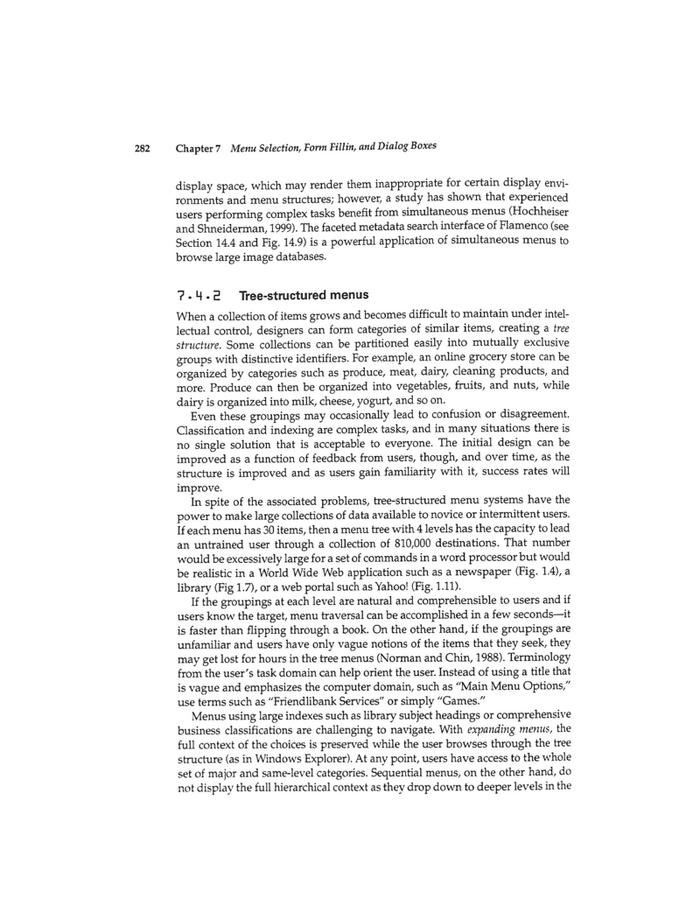 282 Chapter 7 Menu Selection, Form Fillin, and Dialog Boxes
display space, which may render them inappropriate for certain display envi-
ronments and menu structures; however, a study has shown that experienced
users performing complex tasks benefit from simultaneous menus (Hochheiser
and Shneiderman, 1999). The faceted metadata search interface of Flamenco (see
Section 14.4 and Fig. 14.9) is a powerful application of simultaneous menus to
browse large image databases.
7.4.2 Tree-structured menus
When a collection of items grows and becomes difficult to maintain under intel-
lectual control, designers can form categories of similar items, creating a tree
structure. Some collections can be partitioned easily into mutually exclusive
groups with distinctive identifiers. For example, an online grocery store can be
organized by categories such as produce, meat, dairy, cleaning products, and
more. Produce can then be organized into vegetables, fruits, and nuts, while
dairy is organized into milk, cheese, yogurt, and so on.
Even these groupings may occasionally lead to confusion or disagreement.
Classification and indexing are complex tasks, and in many situations there is
no single solution that is acceptable to everyone. The initial design can be
improved as a function of feedback from users, though, and over time, as the
structure is improved and as users gain familiarity with it, success rates will
improve.
In spite of the associated problems, tree-structured menu systems have the
power to make large collections of data available to novice or intermittent users.
If each menu has 30 items, then a menu tree with 4 levels has the capacity to lead
an untrained user through a collection of 810,000 destinations. That number
would be excessively large for a set of commands in a word processor but would
be realistic in a World Wide Web application such as a newspaper (Fig. 1.4), a
library (Fig 1.7), or a web portal such as Yahoo! (Fig. 1.11).
If the groupings at each level are natural and comprehensible to users and if
users know the target, menu traversal can be accomplished in a few seconds—it
is faster than flipping through a book. On the other hand, if the groupings are
unfamiliar and users have only vague notions of the items that they seek, they
may get lost for hours in the tree menus (Norman and Chin, 1988). Terminology
from the user's task domain can help orient the user. Instead of using a title that
is vague and emphasizes the computer domain, such as "Main Menu Options,"
use terms such as "Friendlibank Services" or simply "Games."
Menus using large indexes such as library subject headings or comprehensive
business classifications are challenging to navigate. With expanding menus, the
full context of the choices is preserved while the user browses through the tree
structure (as in Windows Explorer). At any point, users have access to the whole
set of major and same-level categories. Sequential menus, on the other hand, do
not display the full hierarchical context as they drop down to deeper levels in the